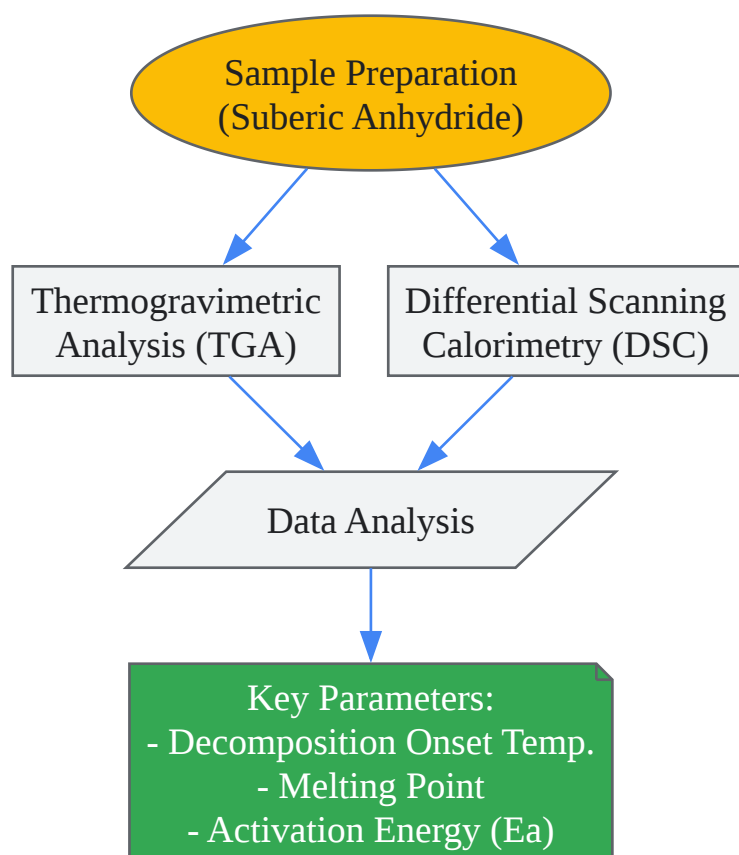 Sample Preparation
(Suberic Anhydride)
Thermogravimetric
Analysis (TGA)
Differential Scanning
Calorimetry (DSC)
Data Analysis
Key Parameters:
- Decomposition Onset Temp.
- Melting Point
- Activation Energy (Ea)